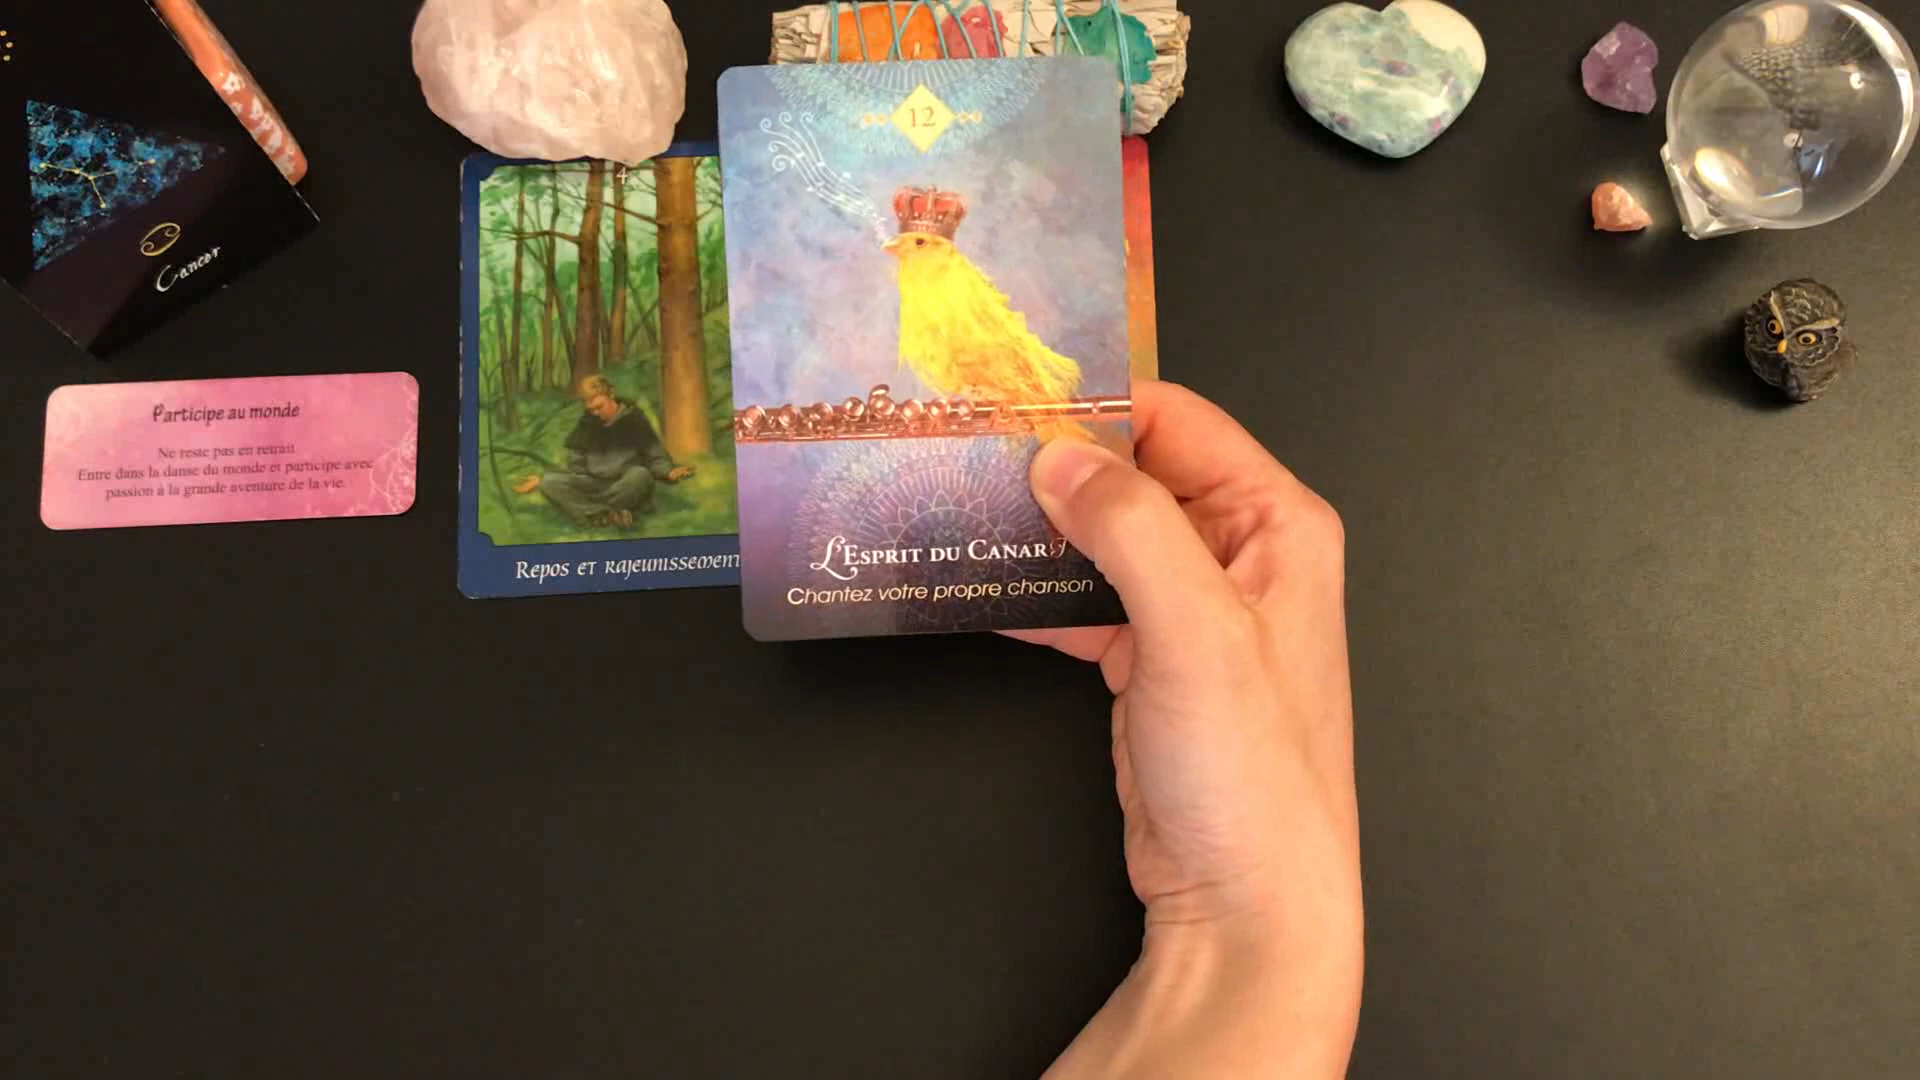 Cancer
Participe au monde
Ne reste pas en retrait.
Entre dans la danse du monde et participe avec
passion à la grande aventure de la vie.
4
Repos et rajeunissement
12
L'Esprit du Canari
Chantez votre propre chanson